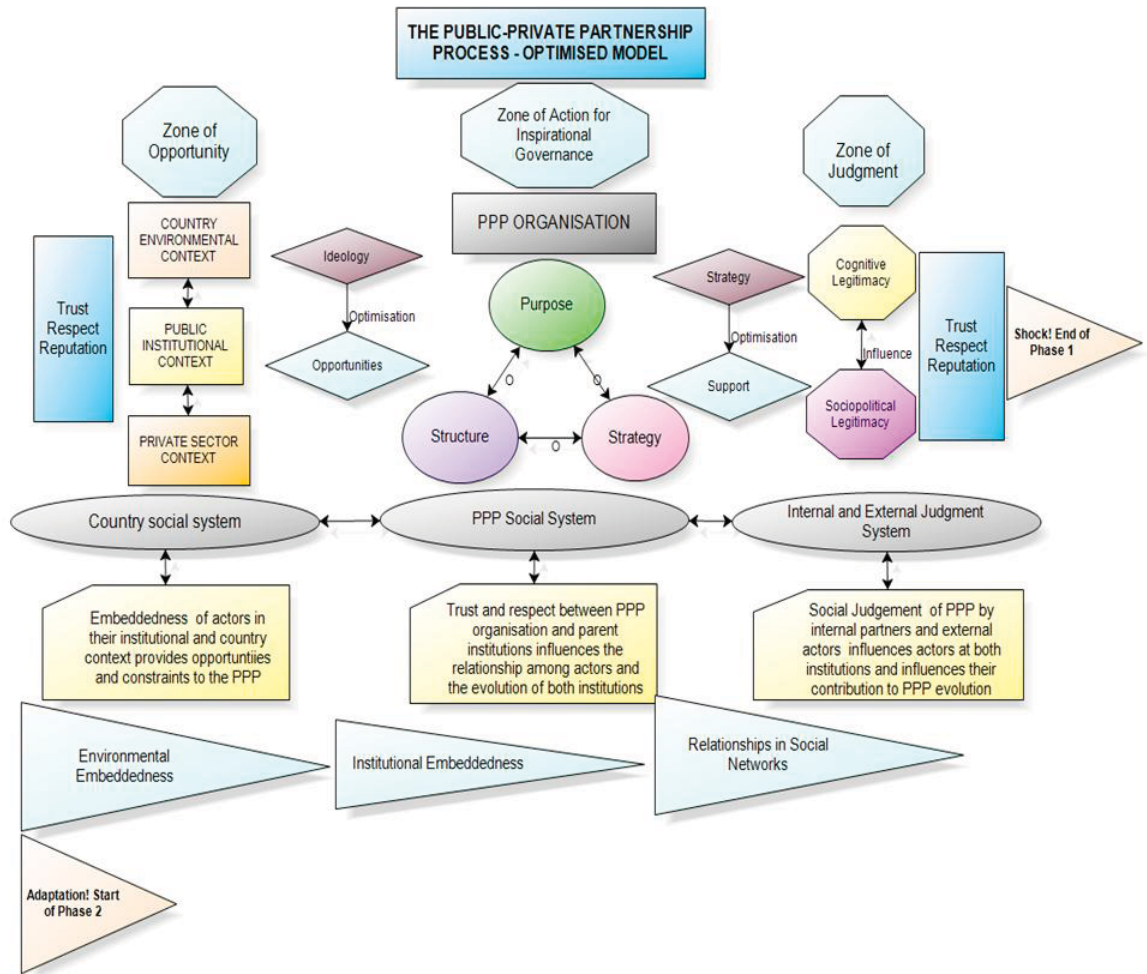 THE PUBLIC-PRIVATE PARTNERSHIP
PROCESS - OPTIMISED MODEL
Zone of
Opportunity
Zone of Action for
Inspirational
Governance
Zone of
Judgment
PPP ORGANISATION
COUNTRY
ENVIRONMENTAL
CONTEXT
PUBLIC
INSTITUTIONAL
CONTEXT
PRIVATE SECTOR
CONTEXT
Trust
Respect
Reputation
Ideology
Optimisation
Opportunities
Purpose
O
O
Structure
O
Strategy
Strategy
Optimisation
Support
Cognitive
Legitimacy
Influence
Sociopolitical
Legitimacy
Trust
Respect
Reputation
Shock! End of
Phase 1
Country social system
PPP Social System
Internal and External Judgment
System
Embeddedness of actors in
their institutional and country
context provides opportuntiies
and constraints to the PPP
Trust and respect between PPP
organisation and parent
institutions influences the
relationship among actors and
the evolution of both institutions
Social Judgement of PPP by
internal partners and external
actors influences actors at both
institutions and influences their
contribution to PPP evolution
Environmental
Embeddedness
Institutional Embeddedness
Relationships in Social
Networks
Adaptation! Start
of Phase 2